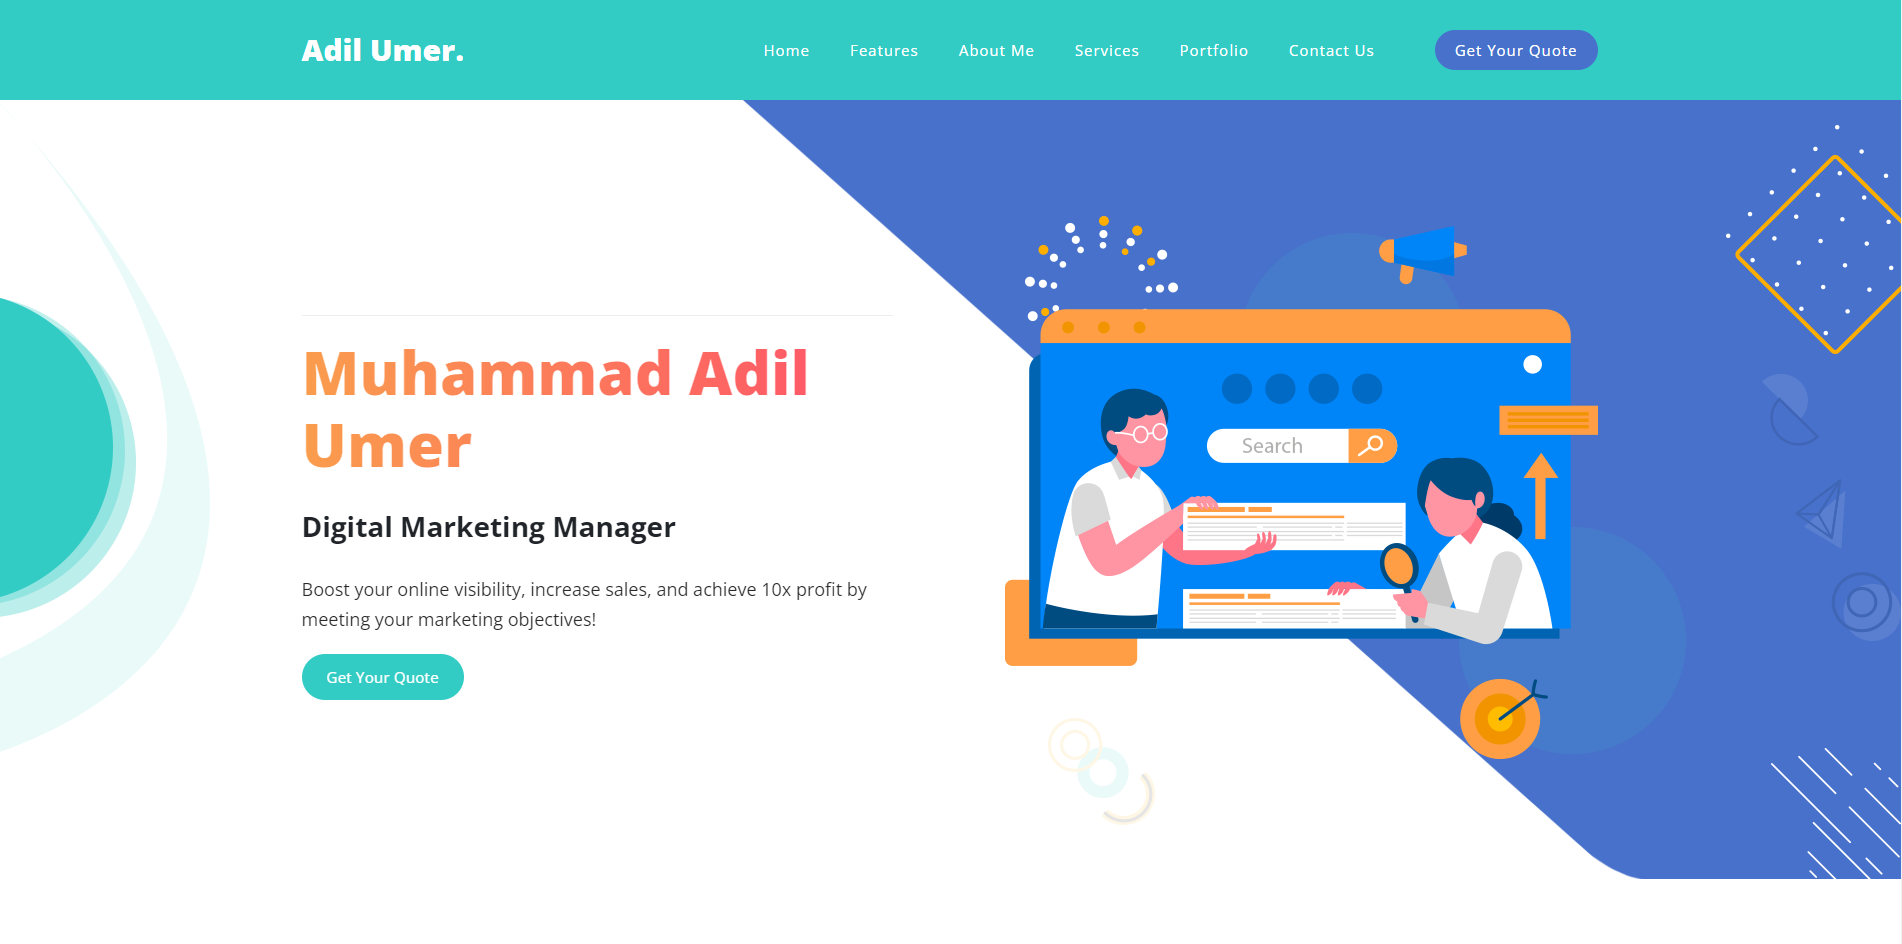 Adil Umer.
Home Features About Me Services Portfolio Contact Us Get Your Quote
Muhammad Adil
Umer
Digital Marketing Manager
Boost your online visibility, increase sales, and achieve 10x profit by
meeting your marketing objectives!
Get Your Quote
Search